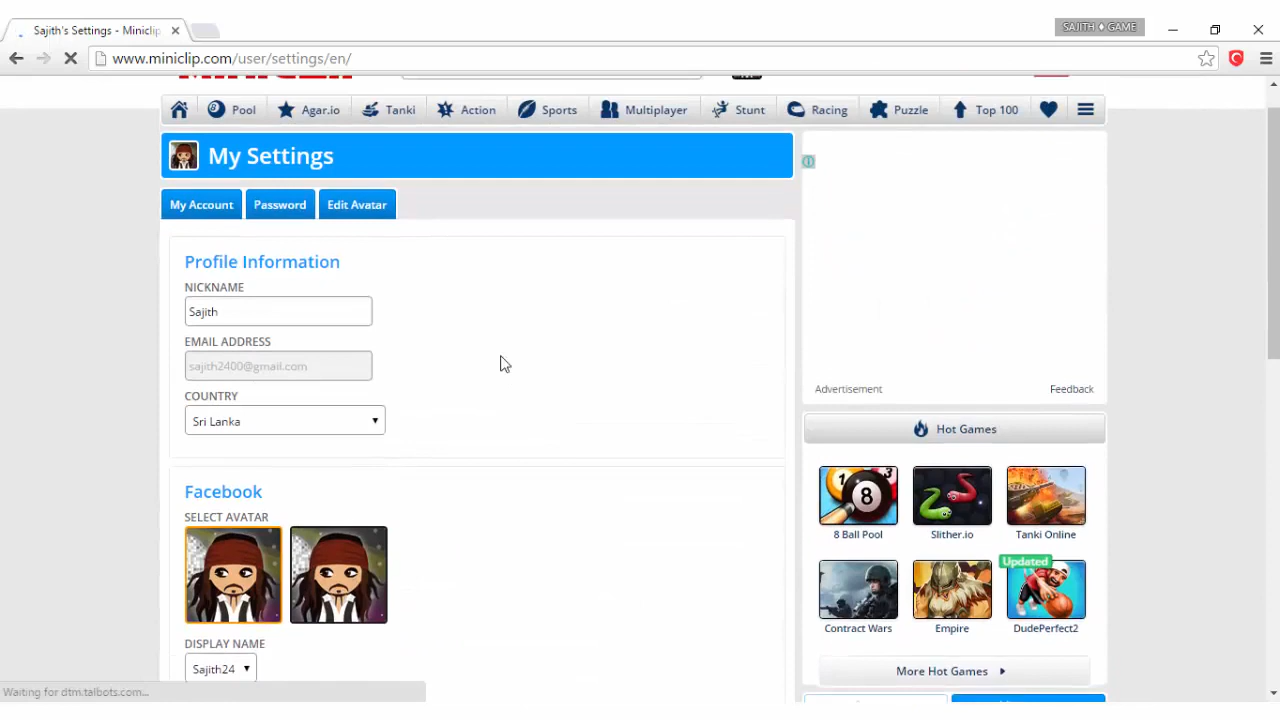 Sajith's Settings - Miniclip
SAJITH ♦ GAME
www.miniclip.com/user/settings/en/
Pool
Agar.io
Tanki
Action
Sports
Multiplayer
Stunt
Racing
Puzzle
Top 100
My Settings
My Account
Password
Edit Avatar
Profile Information
NICKNAME
Sajith
EMAIL ADDRESS
sajith2400@gmail.com
COUNTRY
Sri Lanka
Facebook
SELECT AVATAR
DISPLAY NAME
Sajith24
Advertisement
Feedback
Hot Games
8 Ball Pool
Slither.io
Tanki Online
Updated
Contract Wars
Empire
DudePerfect2
More Hot Games
Waiting for dtm.talbots.com...